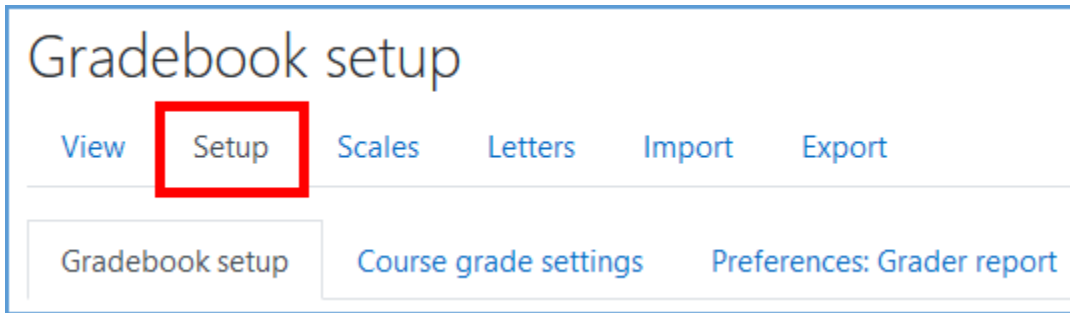 Gradebook setup
View Setup Scales Letters Import Export
Gradebook setup Course grade settings Preferences: Grader report